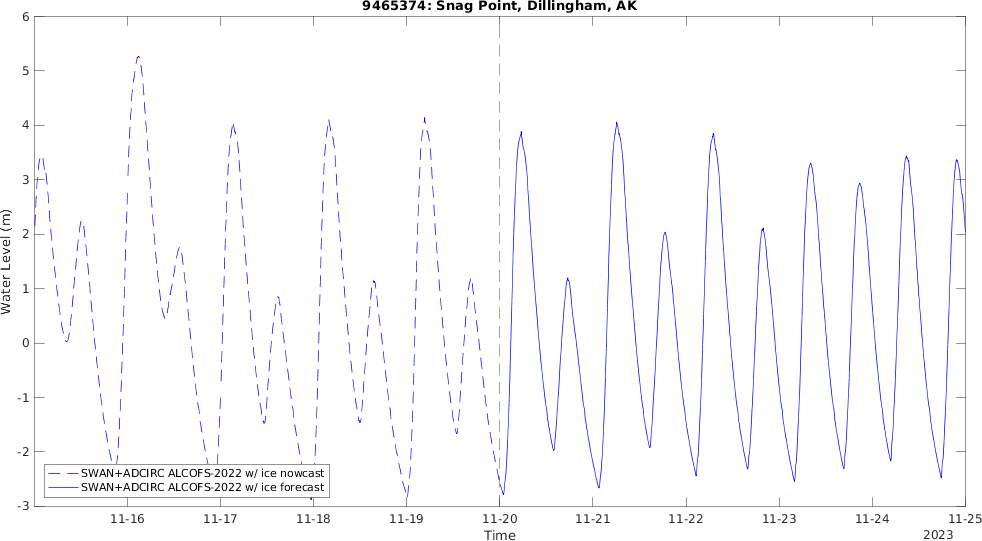 9465374: Snag Point, Dillingham, AK
6
5
4
3
2
1
0
-1
-2
-3
Water Level (m)
SWAN+ADCIRC ALCOFS-2022 w/ ice nowcast
SWAN+ADCIRC ALCOFS-2022 w/ ice forecast
11-16 11-17 11-18 11-19 11-20 11-21 11-22 11-23 11-24 11-25
Time
2023